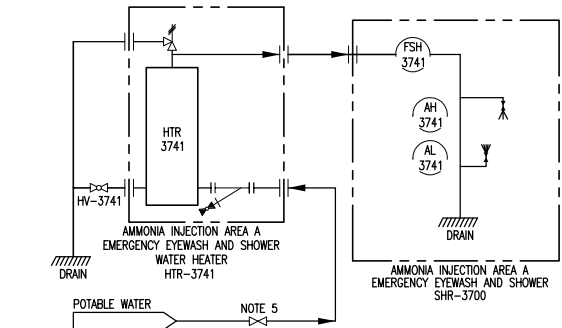 FSH
3741
AH
3741
HTR
3741
AL
3741
HV-3741
DRAIN
AMMONIA INJECTION AREA A
EMERGENCY EYEWASH AND SHOWER
WATER HEATER
HTR-3741
DRAIN
AMMONIA INJECTION AREA A
EMERGENCY EYEWASH AND SHOWER
SHR-3700
POTABLE WATER
NOTE 5